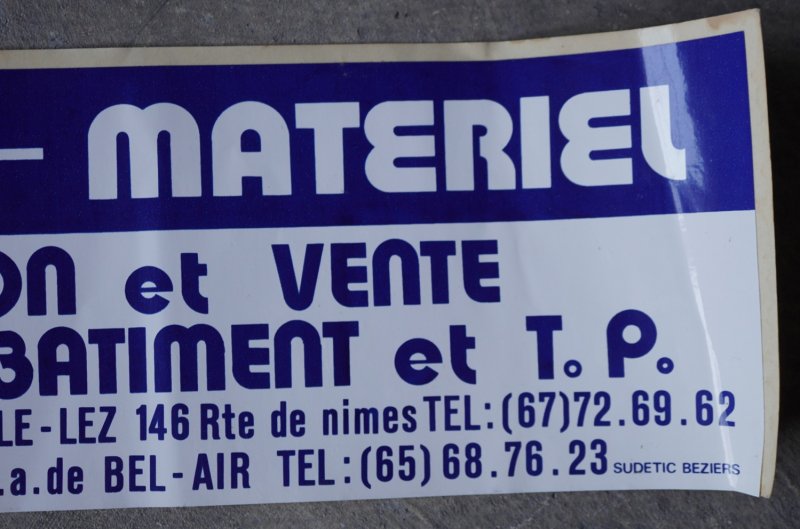 - MATERIEL
ON et VENTE
BATIMENT et T. P.
LE-LEZ 146 Rte de nimes TEL: (67)72.69.62
.a.de BEL-AIR TEL: (65) 68.76.23 SUDETIC BEZIERS